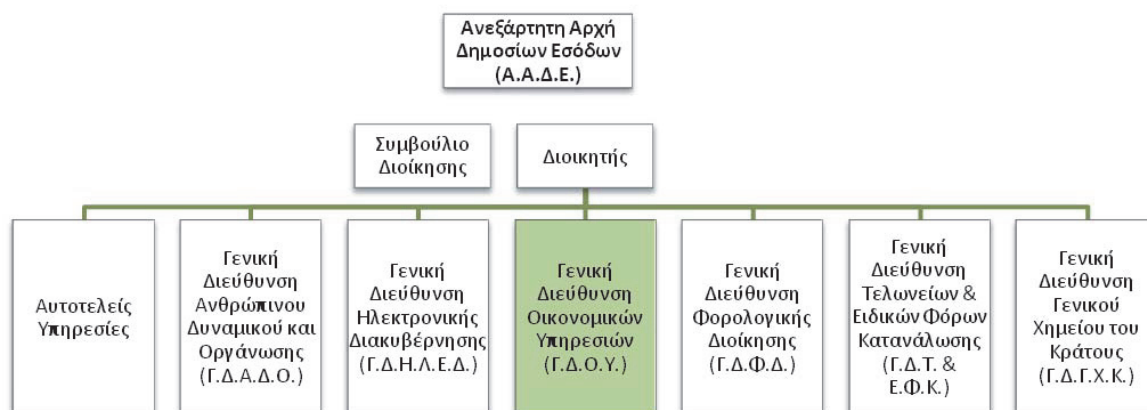 Ανεξάρτητη Αρχή
Δημοσίων Εσόδων
(Α.Α.Δ.Ε.)
Συμβούλιο
Διοίκησης
Διοικητής
Αυτοτελείς
Υπηρεσίες
Γενική
Διεύθυνση
Ανθρώπινου
Δυναμικού και
Οργάνωσης
(Γ.Δ.Α.Δ.Ο.)
Γενική
Διεύθυνση
Ηλεκτρονικής
Διακυβέρνησης
(Γ.Δ.Η.Λ.Ε.Δ.)
Γενική
Διεύθυνση
Οικονομικών
Υπηρεσιών
(Γ.Δ.Ο.Υ.)
Γενική
Διεύθυνση
Φορολογικής
Διοίκησης
(Γ.Δ.Φ.Δ.)
Γενική
Διεύθυνση
Τελωνείων &
Ειδικών Φόρων
Κατανάλωσης
(Γ.Δ.Τ. &
Ε.Φ.Κ.)
Γενική
Διεύθυνση
Γενικού
Χημείου του
Κράτους
(Γ.Δ.Γ.Χ.Κ.)